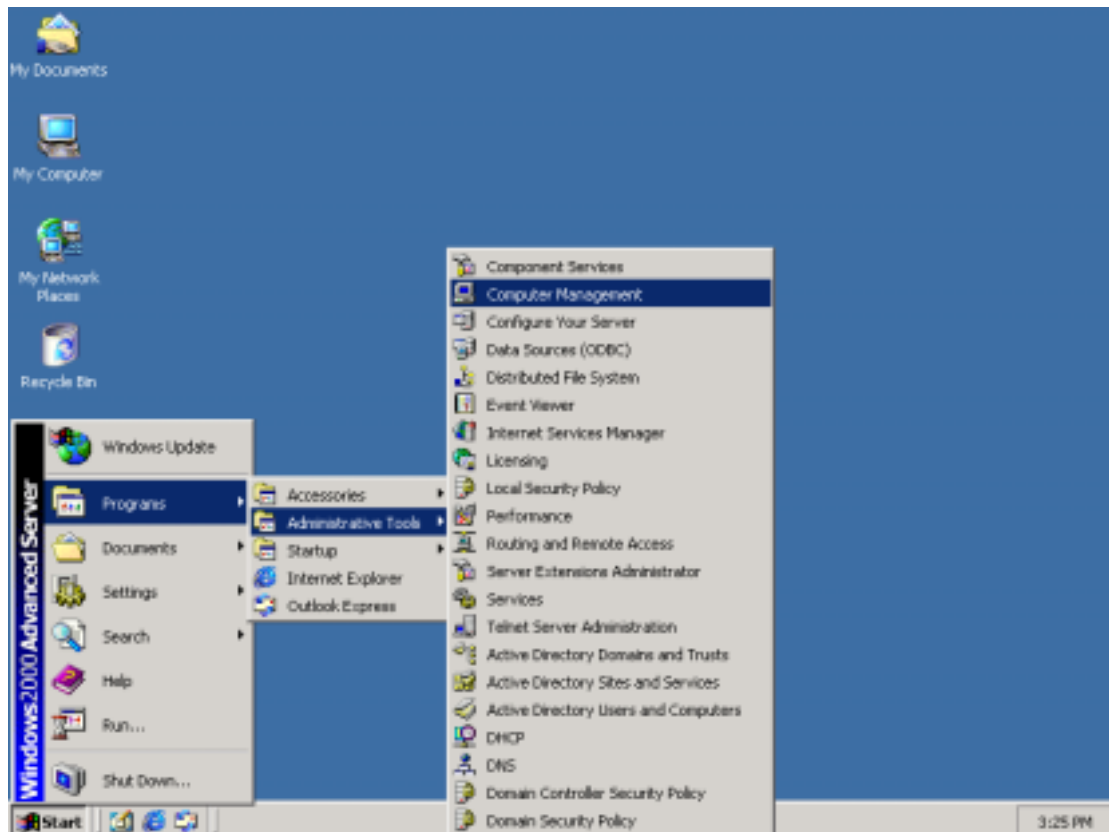 My Documents
My Computer
My Network
Places
Recycle Bin
Windows Update
Programs
Documents
Settings
Search
Help
Run...
Shut Down...
Windows 2000 Advanced Server
Start
Accessories
Administrative Tools
Startup
Internet Explorer
Outlook Express
Component Services
Computer Management
Configure Your Server
Data Sources (ODBC)
Distributed File System
Event Viewer
Internet Services Manager
Licensing
Local Security Policy
Performance
Routing and Remote Access
Server Extensions Administrator
Services
Telnet Server Administration
Active Directory Domains and Trusts
Active Directory Sites and Services
Active Directory Users and Computers
DHCP
DNS
Domain Controller Security Policy
Domain Security Policy
3:25 PM